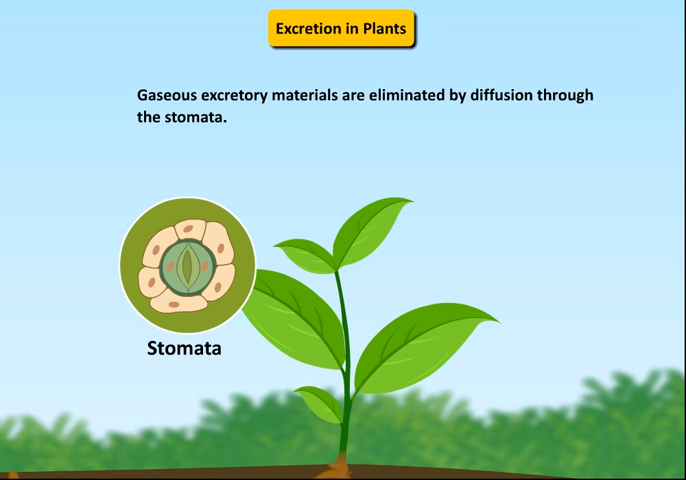 Excretion in Plants
Gaseous excretory materials are eliminated by diffusion through
the stomata.
Stomata